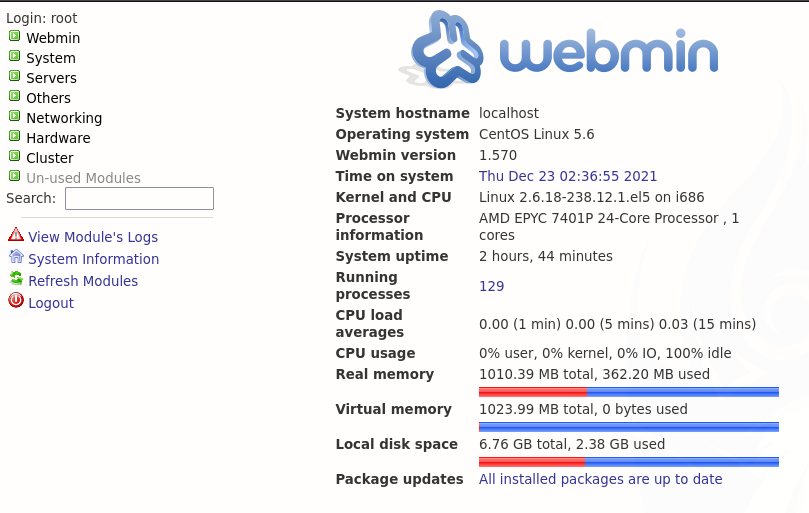 Login: root
Webmin
System
Servers
Others
Networking
Hardware
Cluster
Un-used Modules
Search:
View Module's Logs
System Information
Refresh Modules
Logout
webmin
System hostname localhost
Operating system CentOS Linux 5.6
Webmin version 1.570
Time on system Thu Dec 23 02:36:55 2021
Kernel and CPU Linux 2.6.18-238.12.1.el5 on i686
Processor information AMD EPYC 7401P 24-Core Processor , 1 cores
System uptime 2 hours, 44 minutes
Running processes 129
CPU load averages 0.00 (1 min) 0.00 (5 mins) 0.03 (15 mins)
CPU usage 0% user, 0% kernel, 0% IO, 100% idle
Real memory 1010.39 MB total, 362.20 MB used
Virtual memory 1023.99 MB total, 0 bytes used
Local disk space 6.76 GB total, 2.38 GB used
Package updates All installed packages are up to date